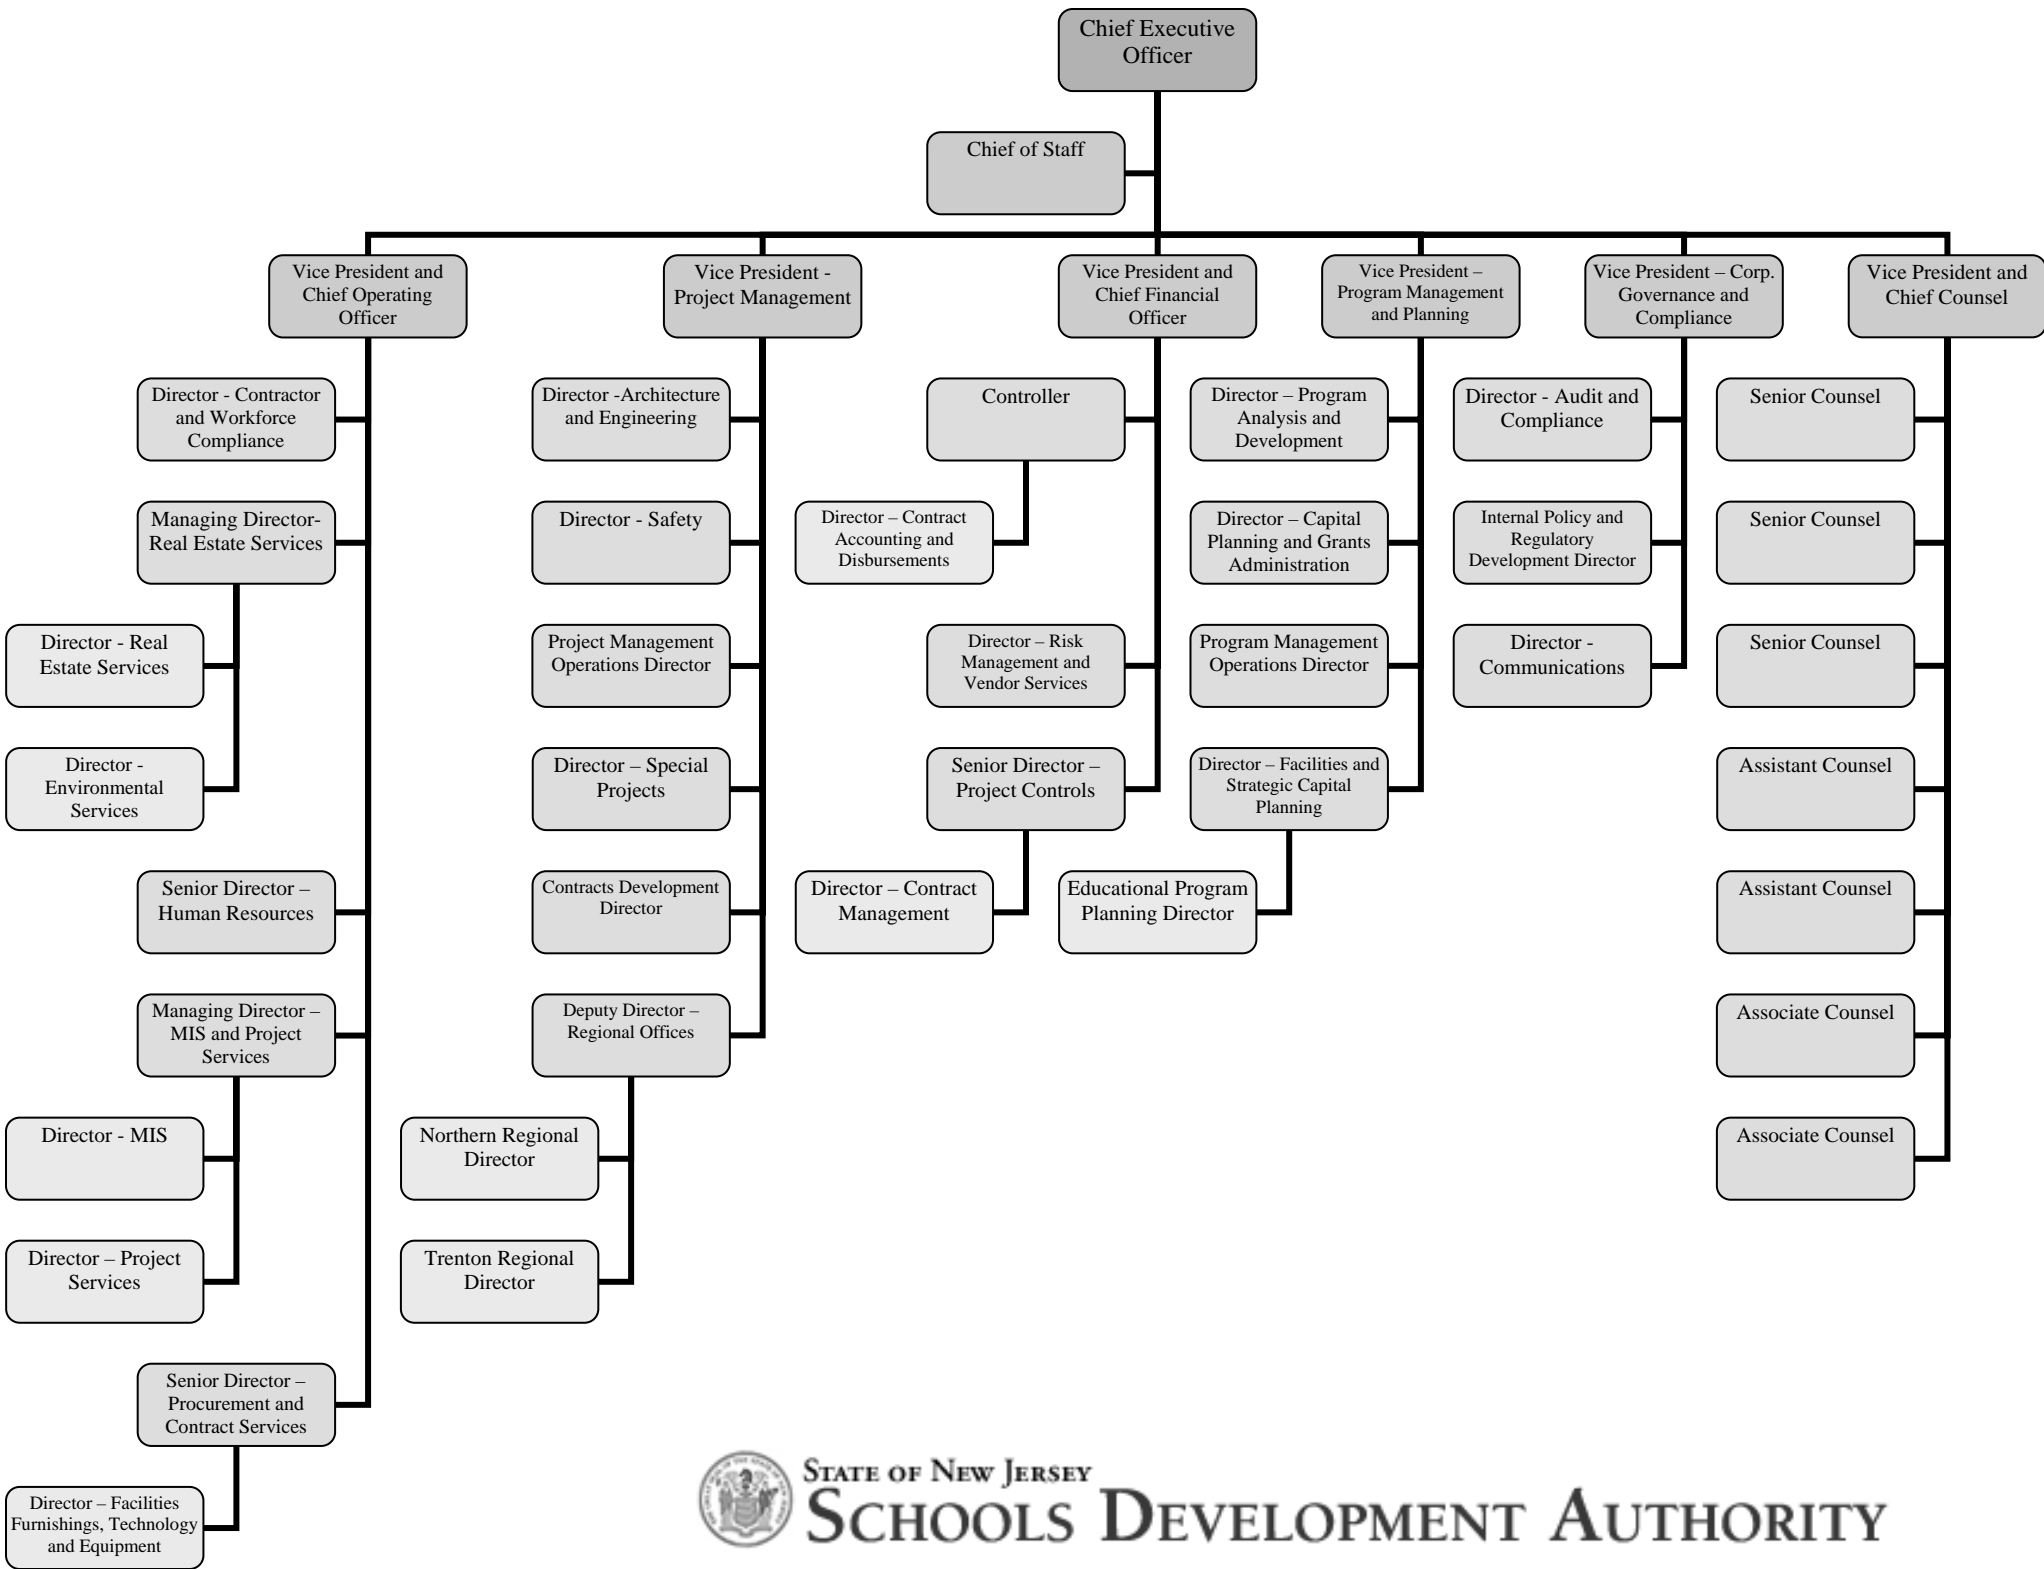 Chief Executive
Officer
Chief of Staff
Vice President and
Chief Operating
Officer
Vice President -
Project Management
Vice President and
Chief Financial
Officer
Vice President –
Program Management
and Planning
Vice President – Corp.
Governance and
Compliance
Vice President and
Chief Counsel
Director - Contractor
and Workforce
Compliance
Director -Architecture
and Engineering
Controller
Director – Program
Analysis and
Development
Director - Audit and
Compliance
Senior Counsel
Managing Director-
Real Estate Services
Director - Safety
Director – Contract
Accounting and
Disbursements
Director – Capital
Planning and Grants
Administration
Internal Policy and
Regulatory
Development Director
Senior Counsel
Director - Real
Estate Services
Project Management
Operations Director
Director – Risk
Management and
Vendor Services
Program Management
Operations Director
Director -
Communications
Senior Counsel
Director -
Environmental
Services
Director – Special
Projects
Senior Director –
Project Controls
Director – Facilities and
Strategic Capital
Planning
Assistant Counsel
Senior Director –
Human Resources
Contracts Development
Director
Director – Contract
Management
Educational Program
Planning Director
Assistant Counsel
Managing Director –
MIS and Project
Services
Deputy Director –
Regional Offices
Associate Counsel
Director - MIS
Northern Regional
Director
Associate Counsel
Director – Project
Services
Trenton Regional
Director
Senior Director –
Procurement and
Contract Services
Director – Facilities
Furnishings, Technology
and Equipment
STATE OF NEW JERSEY
SCHOOLS DEVELOPMENT AUTHORITY